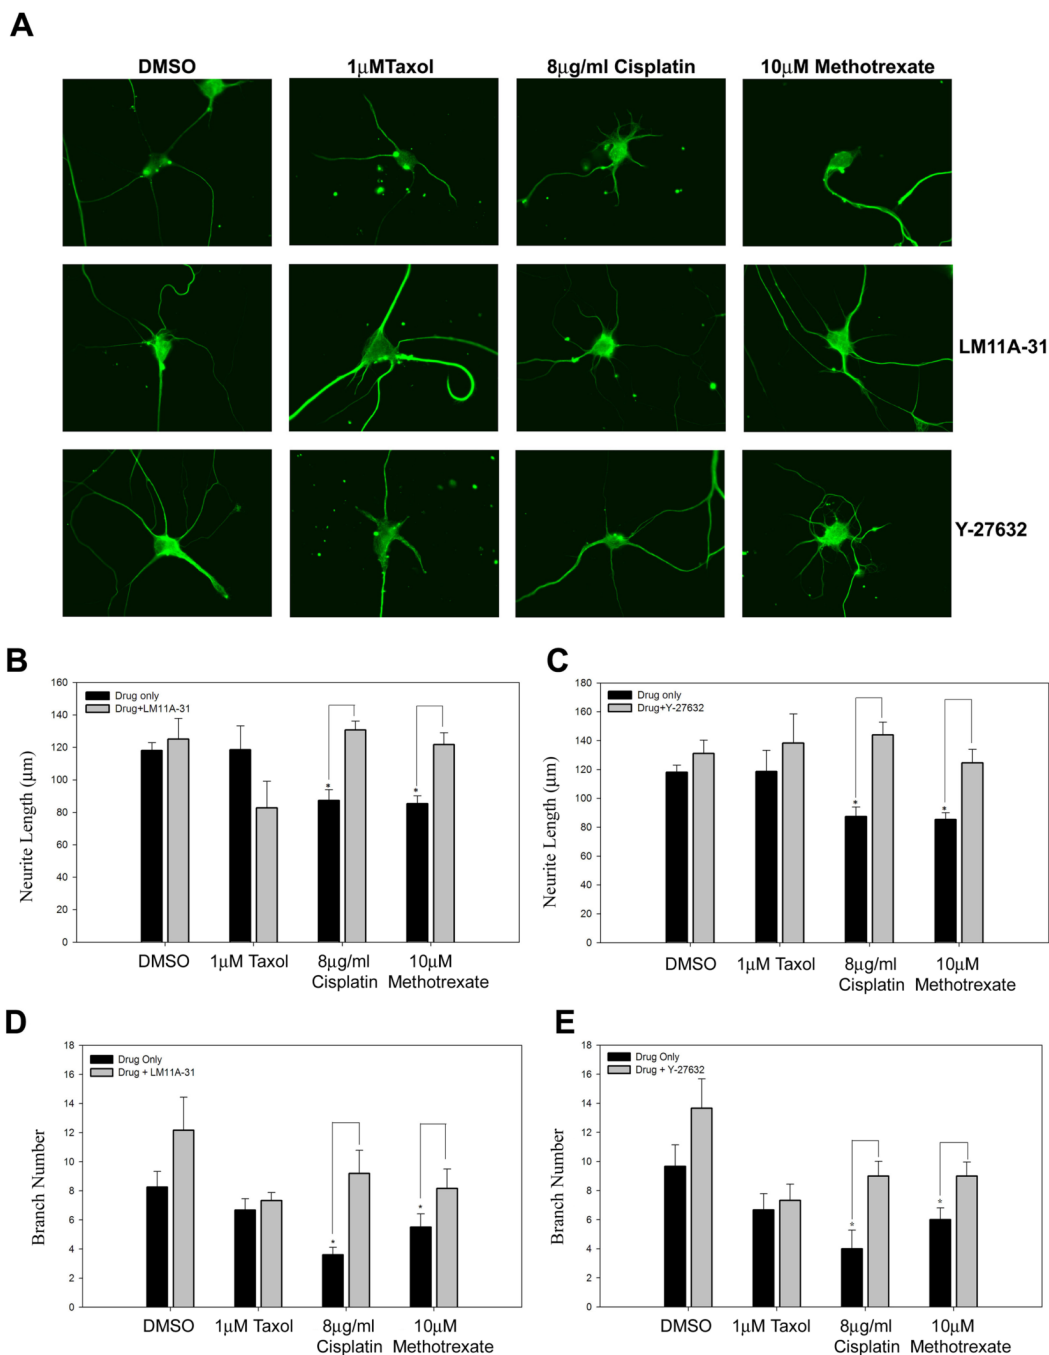 A
DMSO
1μMTaxol
8μg/ml Cisplatin
10μM Methotrexate
LM11A-31
Y-27632
B
160
140
120
100
80
60
40
20
0
Neurite Length (μm)
Drug only
Drug+LM11A-31
*
*
DMSO
1μM Taxol
8μg/ml
Cisplatin
10μM
Methotrexate
C
180
160
140
120
100
80
60
40
20
0
Neurite Length (μm)
Drug only
Drug+Y-27632
*
*
DMSO
1μM Taxol
8μg/ml
Cisplatin
10μM
Methotrexate
D
18
16
14
12
10
8
6
4
2
0
Branch Number
Drug Only
Drug + LM11A-31
*
*
DMSO
1μM Taxol
8μg/ml
Cisplatin
10μM
Methotrexate
E
18
16
14
12
10
8
6
4
2
0
Branch Number
Drug Only
Drug + Y-27632
*
*
DMSO
1μM Taxol
8μg/ml
Cisplatin
10μM
Methotrexate